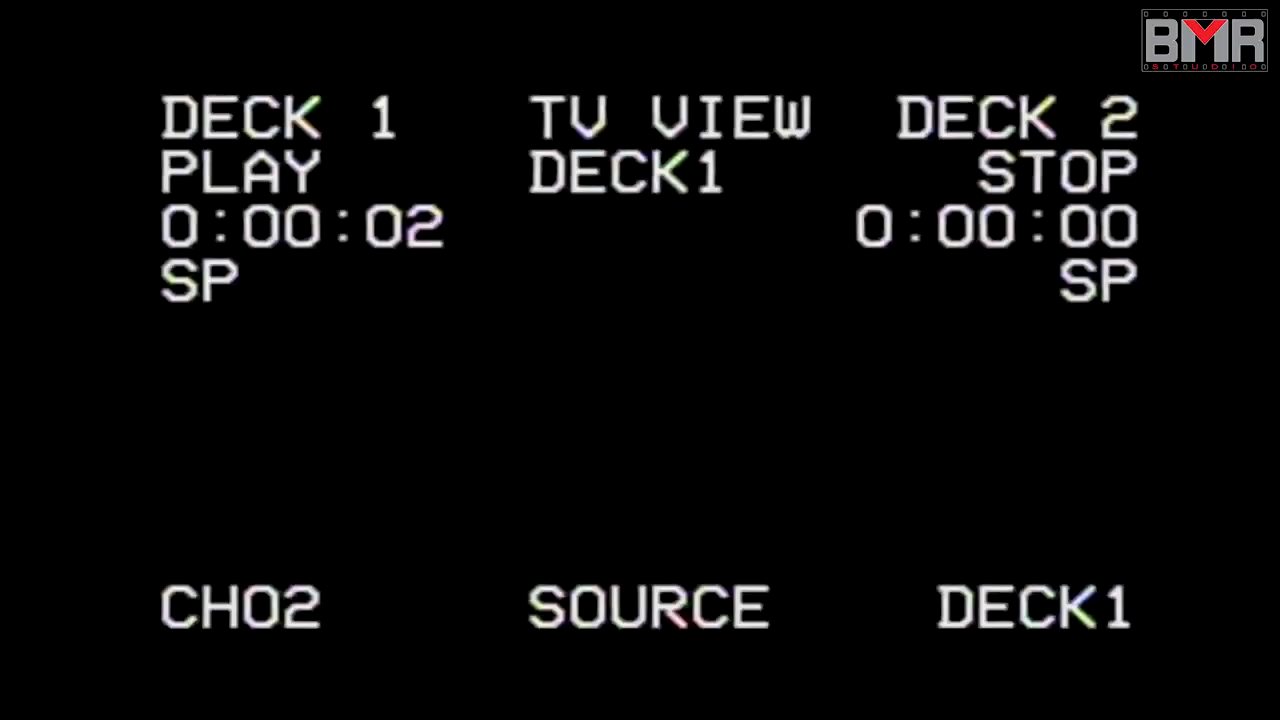 BMR
STUDIO
DECK 1 TV VIEW DECK 2
PLAY DECK1 STOP
0:00:02 0:00:00
SP SP
CH02 SOURCE DECK1